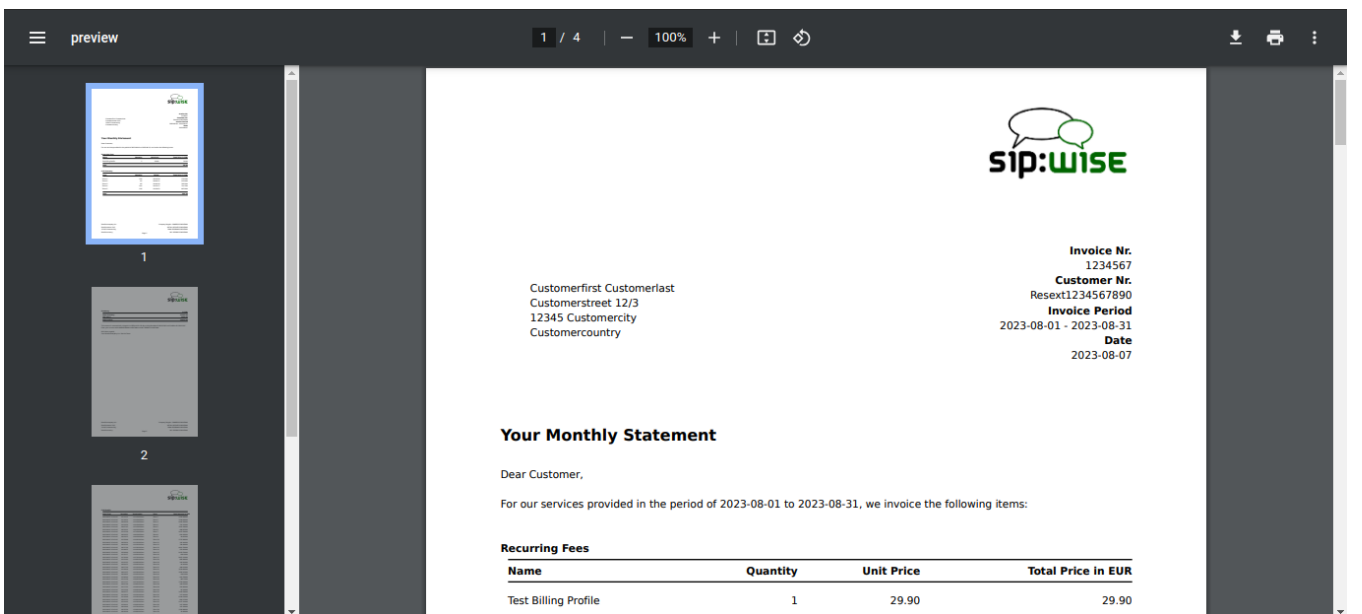 preview
1 / 4
100%
1
2
sip:wise
Invoice Nr.
1234567
Customer Nr.
Resext1234567890
Invoice Period
2023-08-01 - 2023-08-31
Date
2023-08-07
Customerfirst Customerlast
Customerstreet 12/3
12345 Customercity
Customercountry
Your Monthly Statement
Dear Customer,
For our services provided in the period of 2023-08-01 to 2023-08-31, we invoice the following items:
Recurring Fees
Name Quantity Unit Price Total Price in EUR
Test Billing Profile 1 29.90 29.90